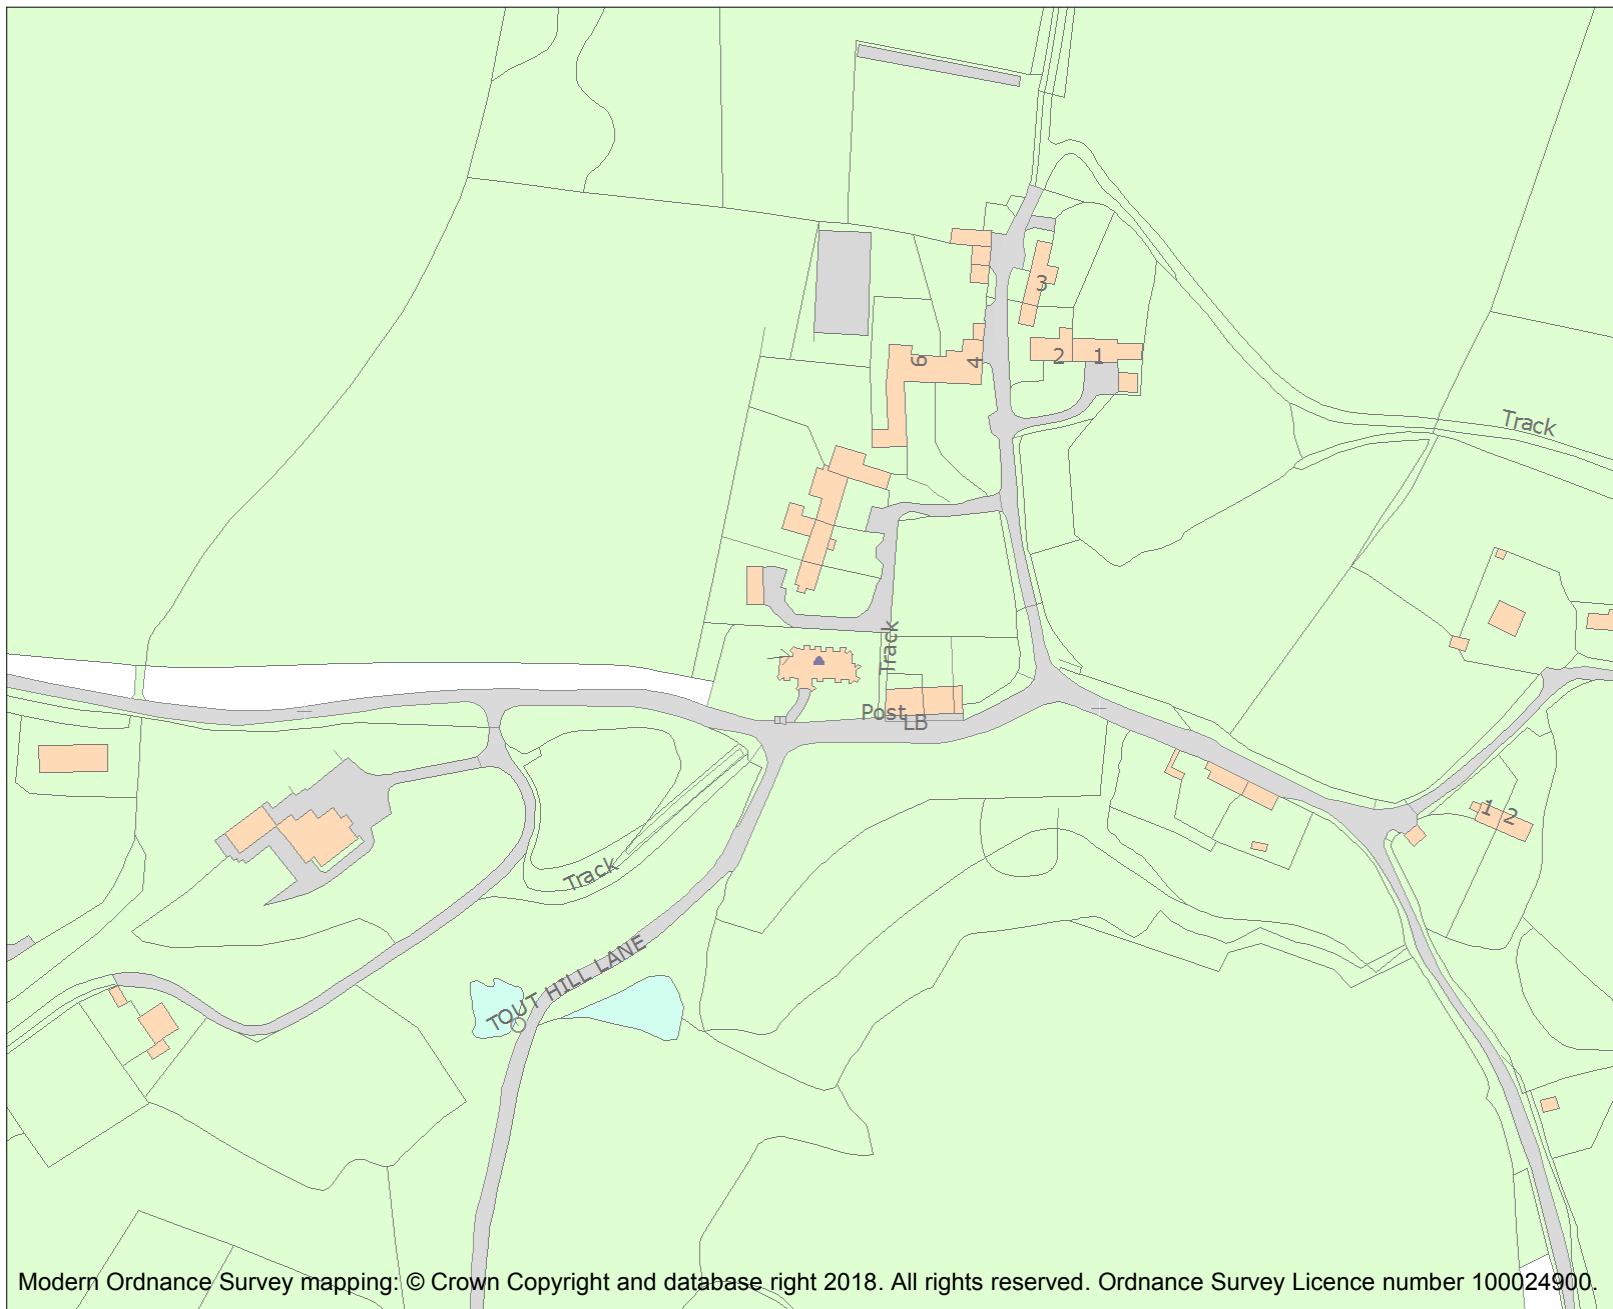 3
6
4
2
1
Track
Track
Post
LB
1
2
Track
TOUT HILL LANE
Modern Ordnance Survey mapping: © Crown Copyright and database right 2018. All rights reserved. Ordnance Survey Licence number 100024900.